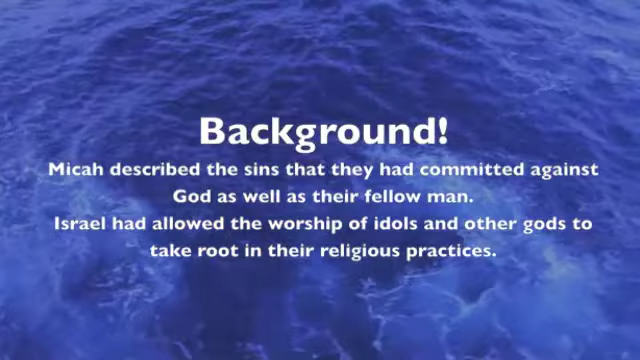 Background!
Micah described the sins that they had committed against
God as well as their fellow man.
Israel had allowed the worship of idols and other gods to
take root in their religious practices.